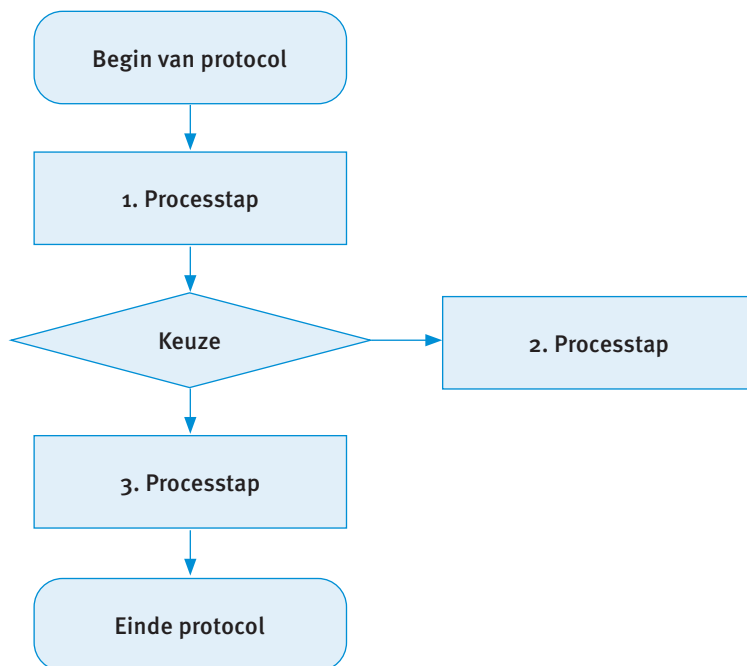 Begin van protocol
1. Processtap
Keuze
2. Processtap
3. Processtap
Einde protocol